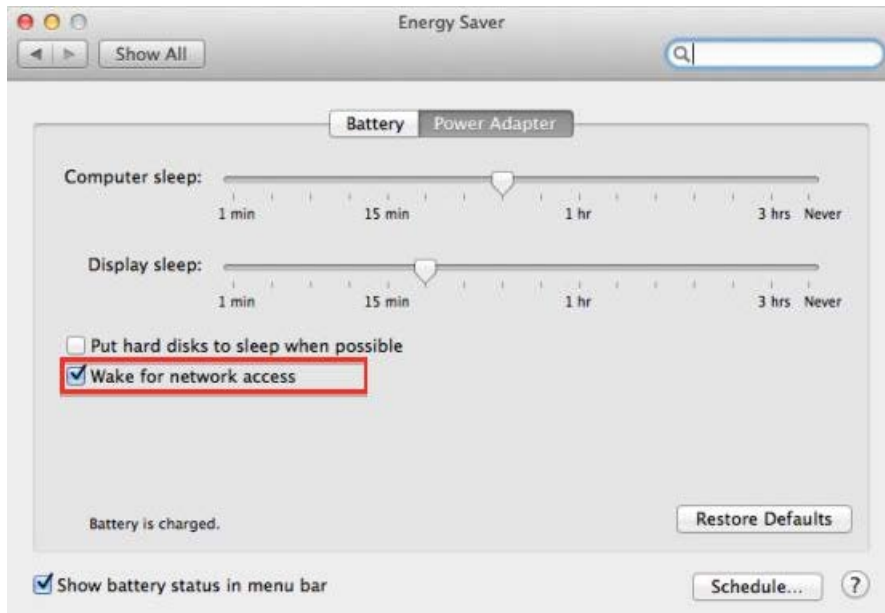 Energy Saver
Show All
Battery Power Adapter
Computer sleep:
1 min 15 min 1 hr 3 hrs Never
Display sleep:
1 min 15 min 1 hr 3 hrs Never
Put hard disks to sleep when possible
Wake for network access
Battery is charged. Restore Defaults
Show battery status in menu bar Schedule... ?